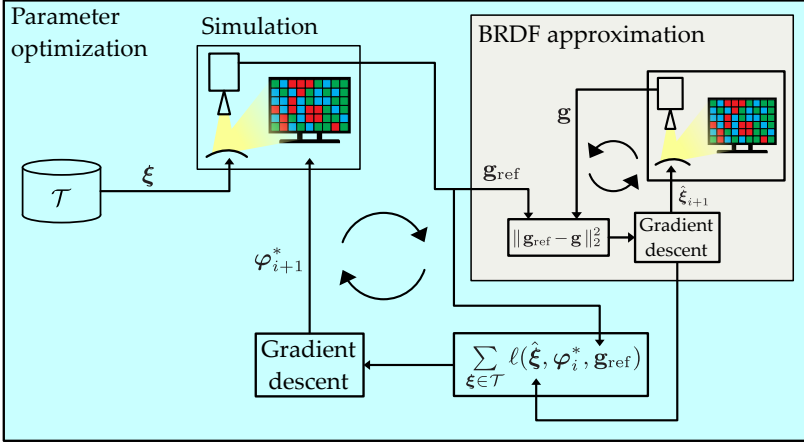 Parameter
optimization
Simulation
BRDF approximation
𝒯
ξ
g_ref
g
‖ g_ref − g ‖₂²
ξ̂_{i+1}
Gradient
descent
φ*_{i+1}
Gradient
descent
∑_{ξ∈𝒯} ℓ(ξ̂, φ*_i, g_ref)